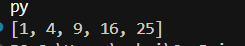 py
[1, 4, 9, 16, 25]